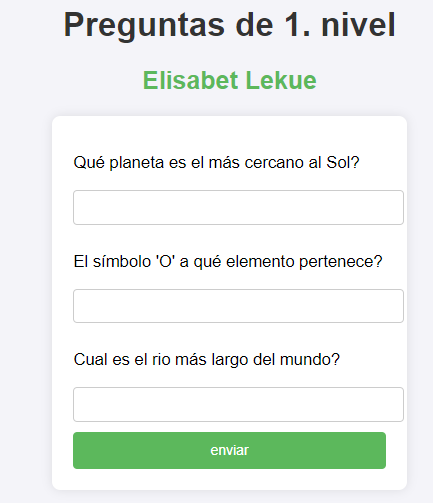 Preguntas de 1. nivel
Elisabet Lekue
Qué planeta es el más cercano al Sol?
El símbolo 'O' a qué elemento pertenece?
Cual es el rio más largo del mundo?
enviar